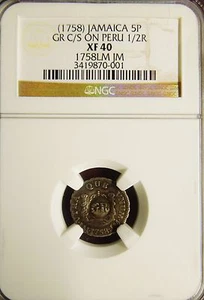 (1758) JAMAICA 5P
GR C/S ON PERU 1/2R
XF 40
1758LM JM
3419870-001
NGC